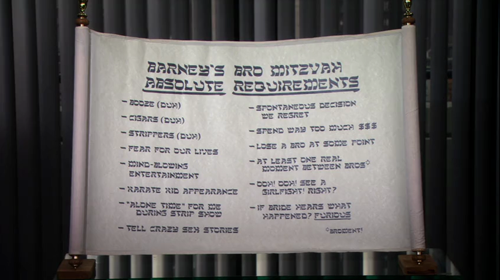 BARNEY'S BRO MITZVAH
ABSOLUTE REQUIREMENTS
- BOOZE (DUH)
- CIGARS (DUH)
- STRIPPERS (DUH)
- FEAR FOR OUR LIVES
- MIND-BLOWING
ENTERTAINMENT
- KARATE KID APPEARANCE
- "ALONE TIME" FOR ME
DURING STRIP SHOW
- TELL CRAZY SEX STORIES
- SPONTANEOUS DECISION
WE REGRET
- SPEND WAY TOO MUCH $$$
- LOSE A BRO AT SOME POINT
- AT LEAST ONE REAL
MOMENT BETWEEN BROS*
- OOH! OOH! SEE A
GIRLFIGHT! RIGHT?
- IF BRIDE HEARS WHAT
HAPPENED? FURIOUS
*BROMENT!